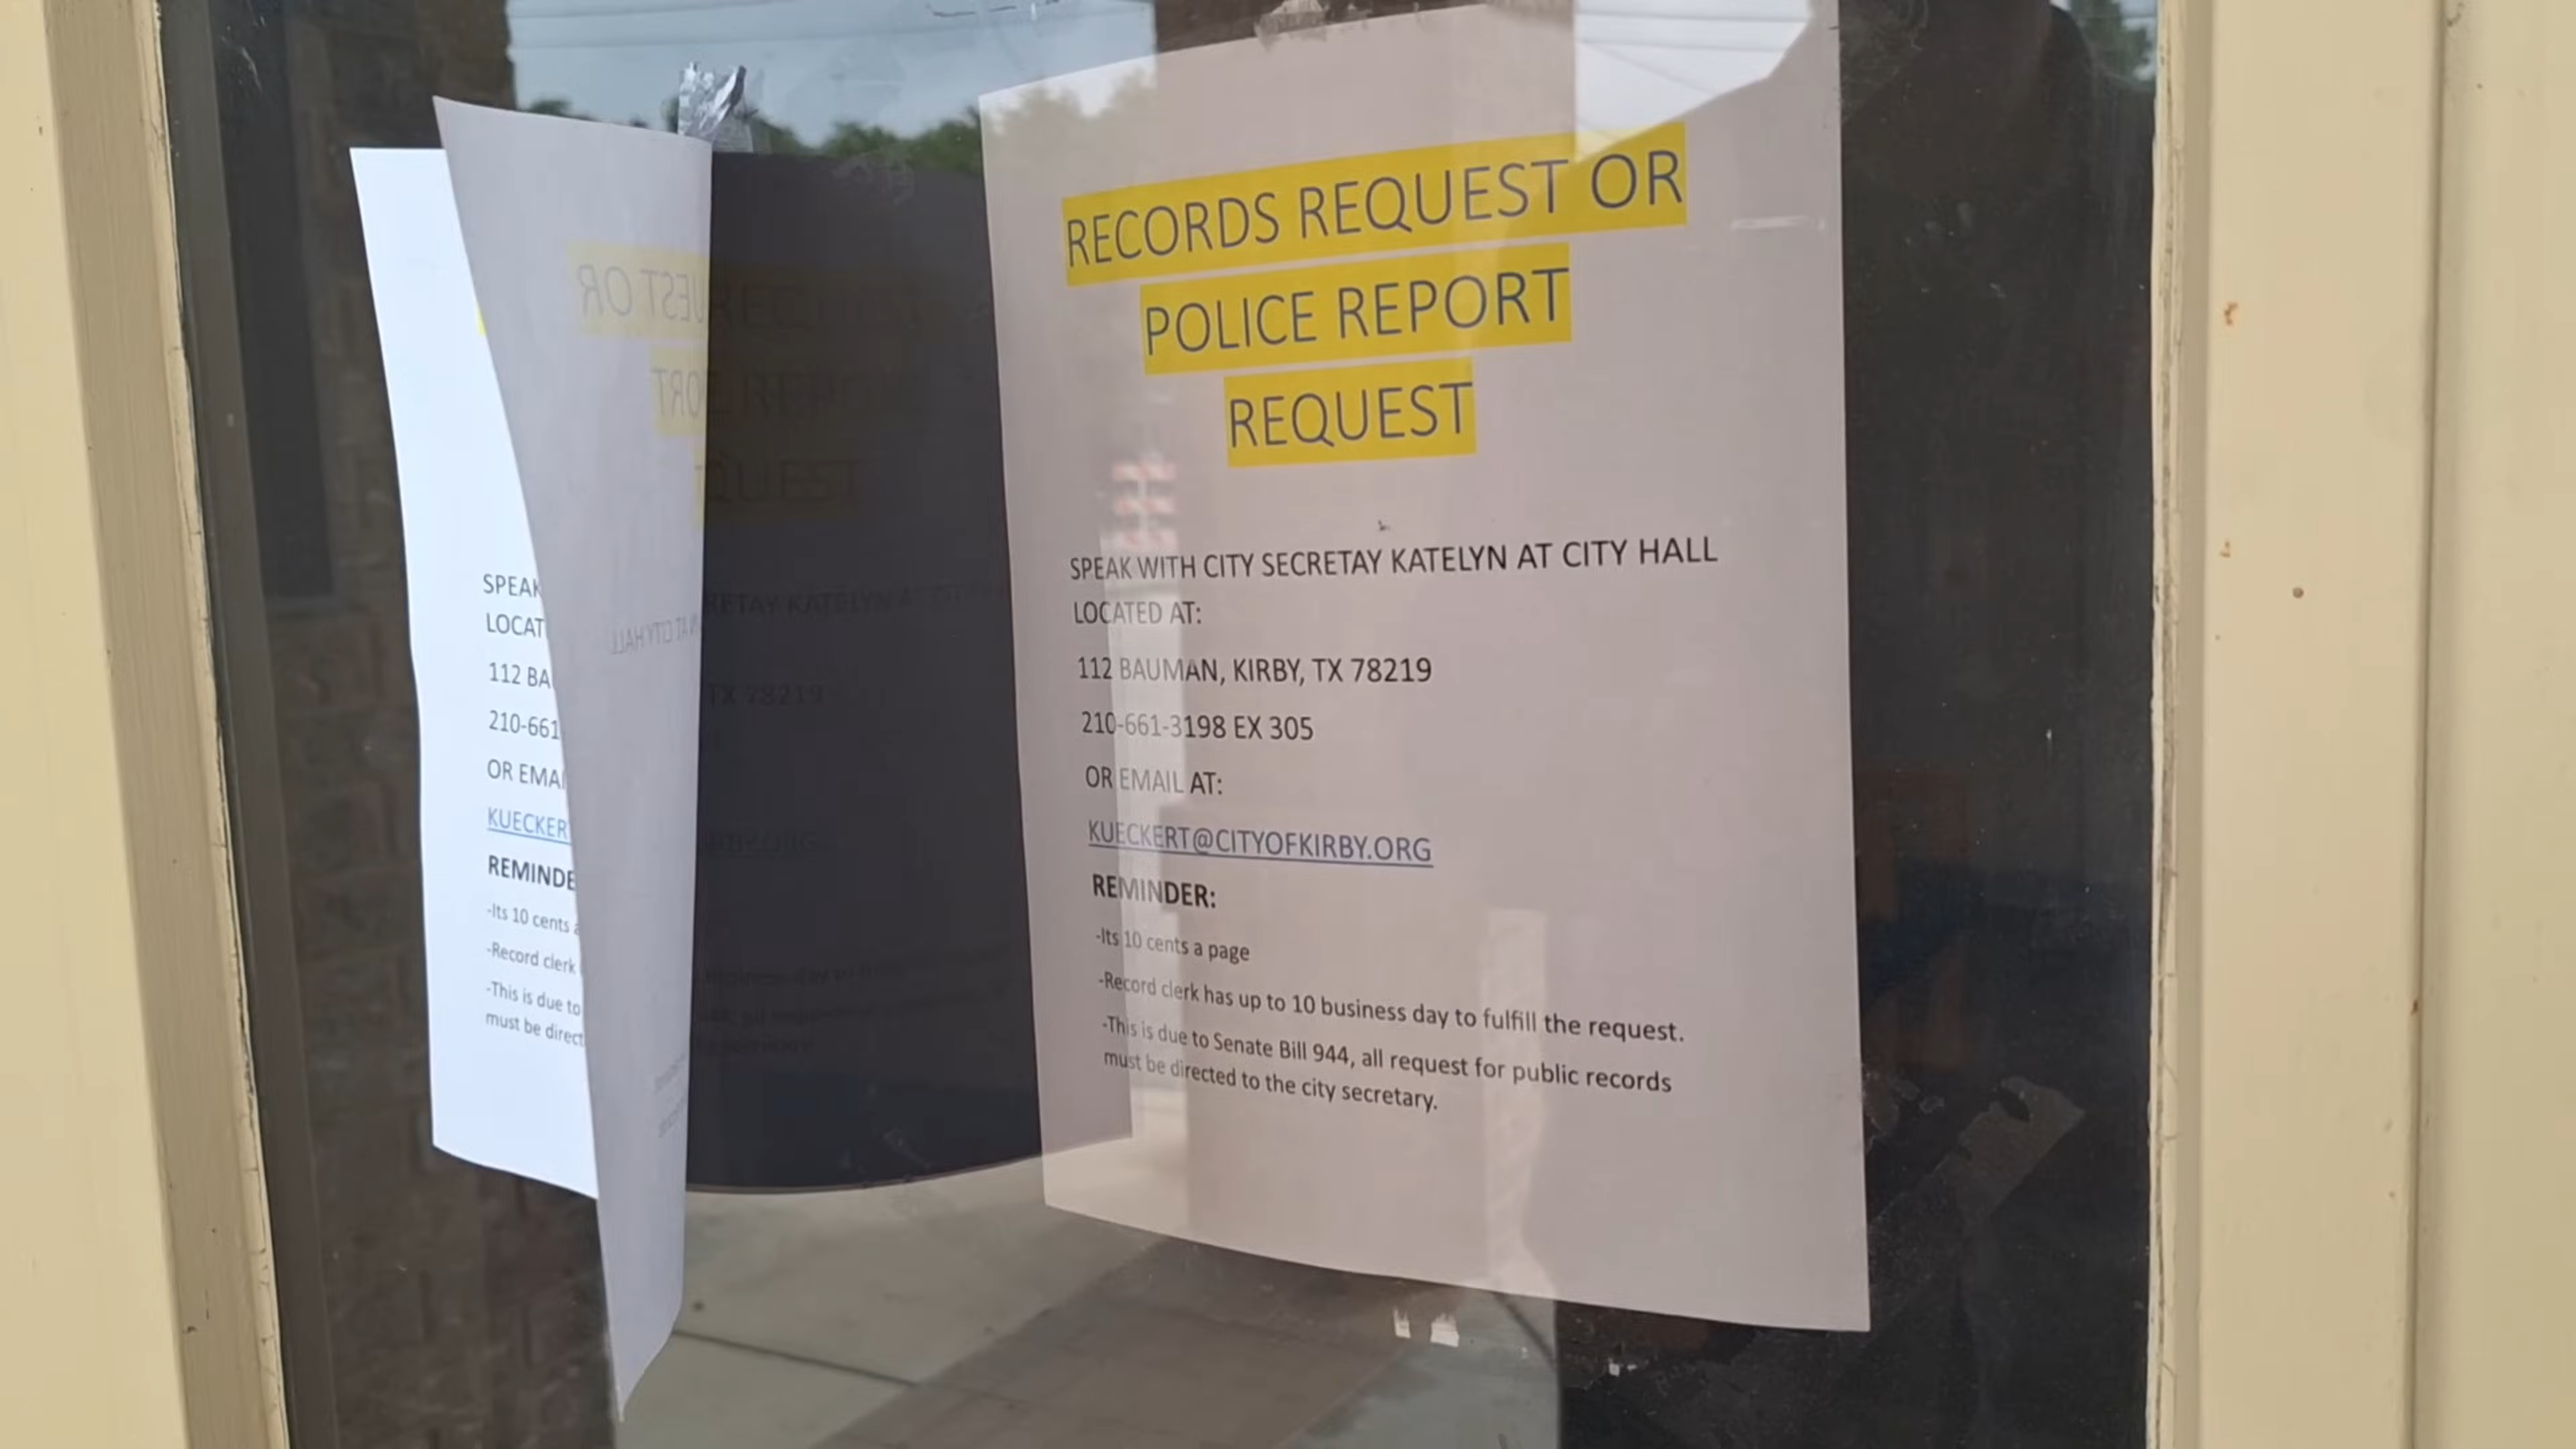 RECORDS REQUEST OR
POLICE REPORT
REQUEST
SPEAK WITH CITY SECRETAY KATELYN AT CITY HALL
LOCATED AT:
112 BAUMAN, KIRBY, TX 78219
210-661-3198 EX 305
OR EMAIL AT:
KUECKERT@CITYOFKIRBY.ORG
REMINDER:
-Its 10 cents a page
-Record clerk has up to 10 business day to fulfill the request.
-This is due to Senate Bill 944, all request for public records
must be directed to the city secretary.
SPEAK
LOCAT
112 BA
210-661
OR EMAI
KUECKER
REMINDE
-Its 10 cents
-Record clerk
-This is due to
must be direct